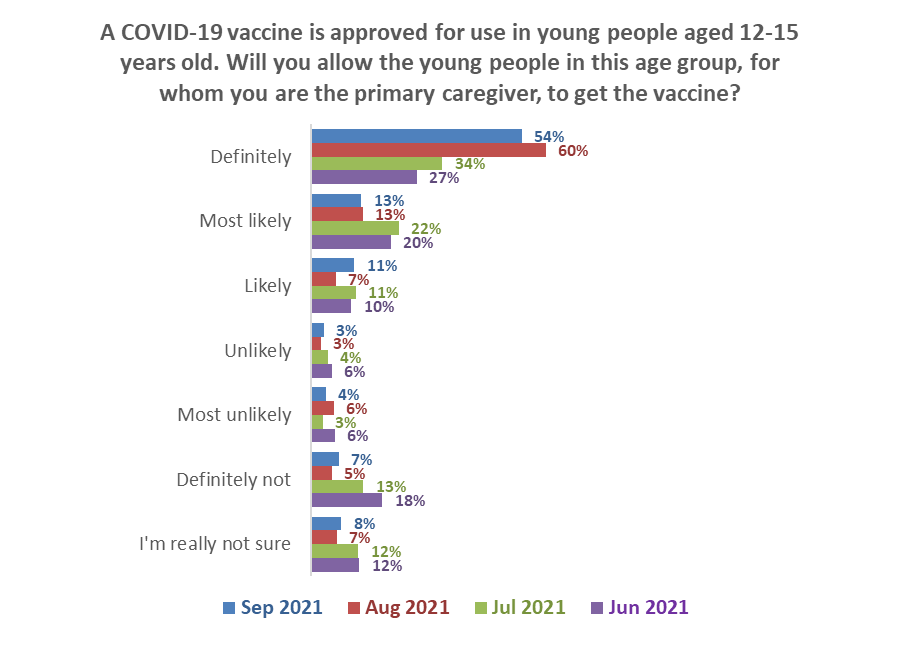 A COVID-19 vaccine is approved for use in young people aged 12-15
years old. Will you allow the young people in this age group, for
whom you are the primary caregiver, to get the vaccine?
Definitely
54%
60%
34%
27%
Most likely
13%
13%
22%
20%
Likely
11%
7%
11%
10%
Unlikely
3%
3%
4%
6%
Most unlikely
4%
6%
3%
6%
Definitely not
7%
5%
13%
18%
I'm really not sure
8%
7%
12%
12%
Sep 2021 Aug 2021 Jul 2021 Jun 2021